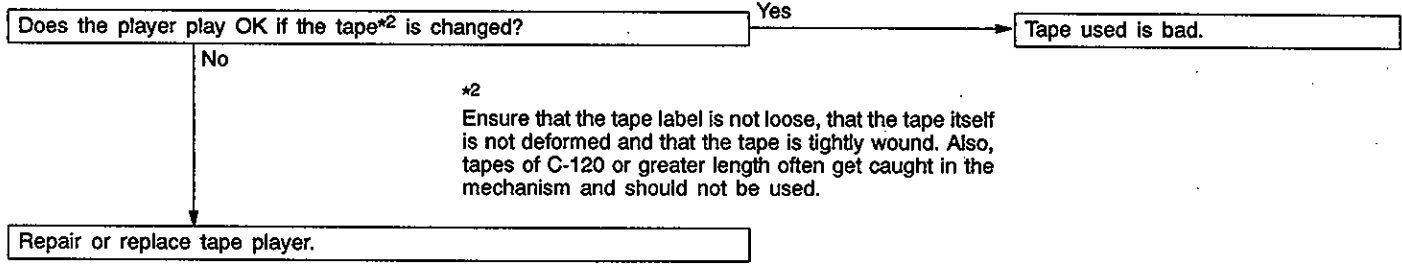 Does the player play OK if the tape*2 is changed?
Yes
Tape used is bad.
No
*2
Ensure that the tape label is not loose, that the tape itself
is not deformed and that the tape is tightly wound. Also,
tapes of C-120 or greater length often get caught in the
mechanism and should not be used.
Repair or replace tape player.